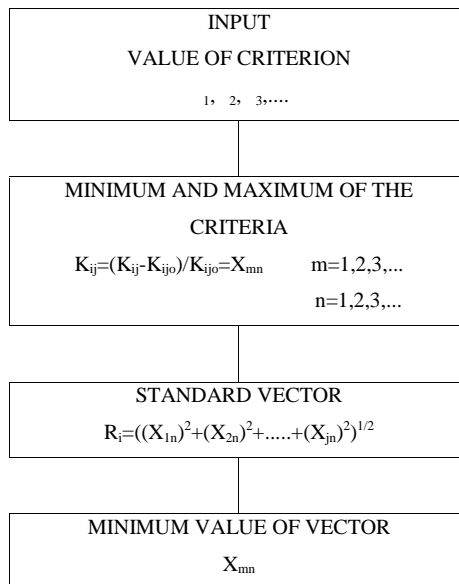 INPUT
VALUE OF CRITERION
₁, ₂, ₃,....
MINIMUM AND MAXIMUM OF THE
CRITERIA
Kᵢⱼ=(Kᵢⱼ-Kᵢⱼₒ)/Kᵢⱼₒ=Xₘₙ m=1,2,3,...
n=1,2,3,...
STANDARD VECTOR
Rᵢ=((X₁ₙ)²+(X₂ₙ)²+.....+(Xⱼₙ)²)¹/²
MINIMUM VALUE OF VECTOR
Xₘₙ